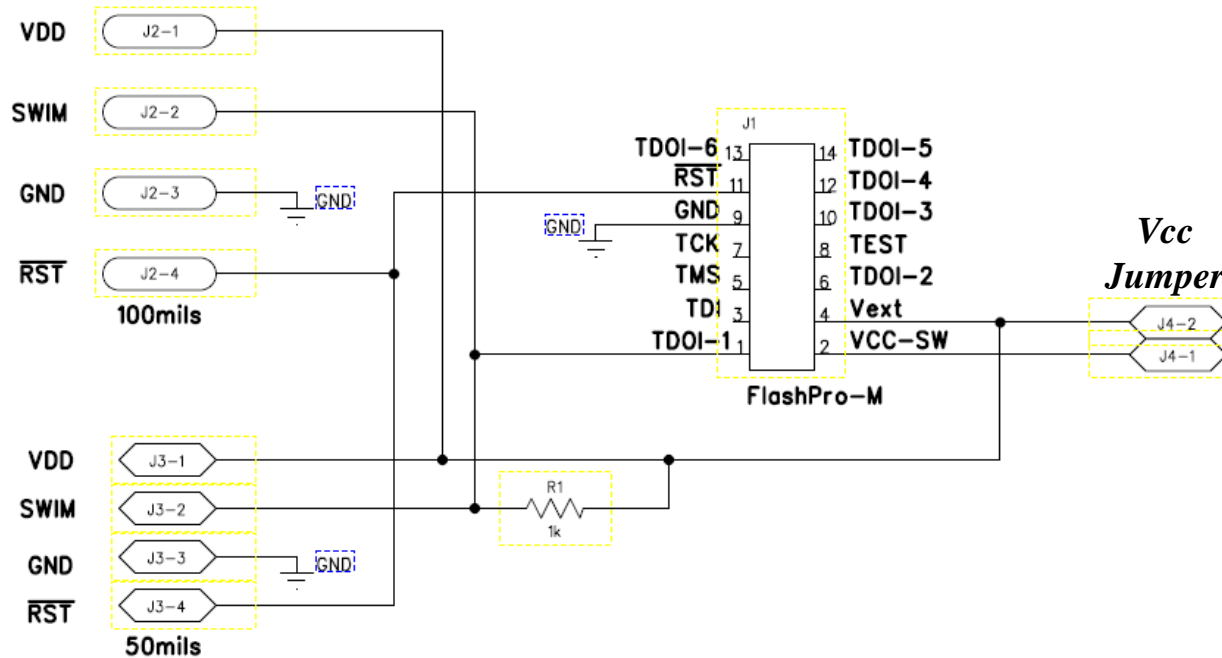 VDD
J2-1
SWIM
J2-2
GND
J2-3
GND
RST
J2-4
100mils
J1
TDOI-6 13 14 TDOI-5
RST 11 12 TDOI-4
GND 9 10 TDOI-3
GND
TCK 7 8 TEST
TMS 5 6 TDOI-2
TDI 3 4 Vext
TDOI-1 1 2 VCC-SW
FlashPro-M
Vcc
Jumper
J4-2
J4-1
VDD
J3-1
SWIM
J3-2
R1
1k
GND
J3-3
GND
RST
J3-4
50mils